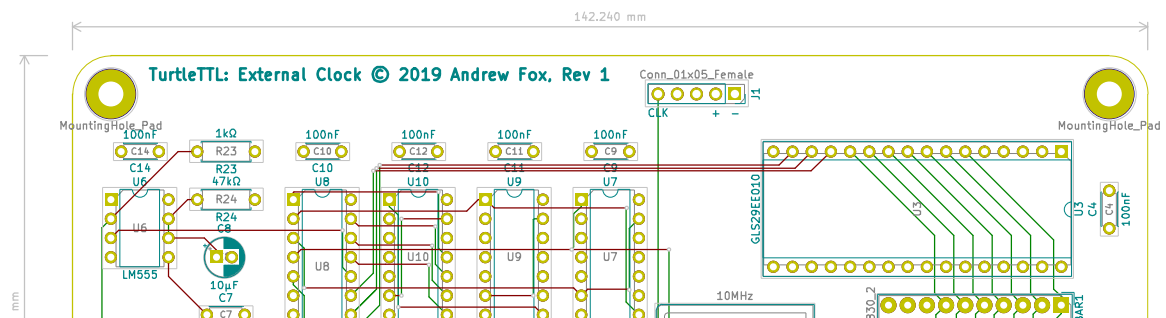 142.240 mm
TurtleTTL: External Clock © 2019 Andrew Fox, Rev 1
Conn_01x05_Female
J1
CLK + −
MountingHole_Pad
MountingHole_Pad
100nF
C14
C14
1kΩ
R23
R23
100nF
C10
C10
100nF
C12
C12
100nF
C11
C11
100nF
C9
C9
U6
U6
LM555
47kΩ
R24
R24
C8
10µF
C7
C7
U8
U8
U10
U10
U9
U9
U7
U7
GLS29EE010
U3
U3
C4
C4
100nF
10MHz
mm